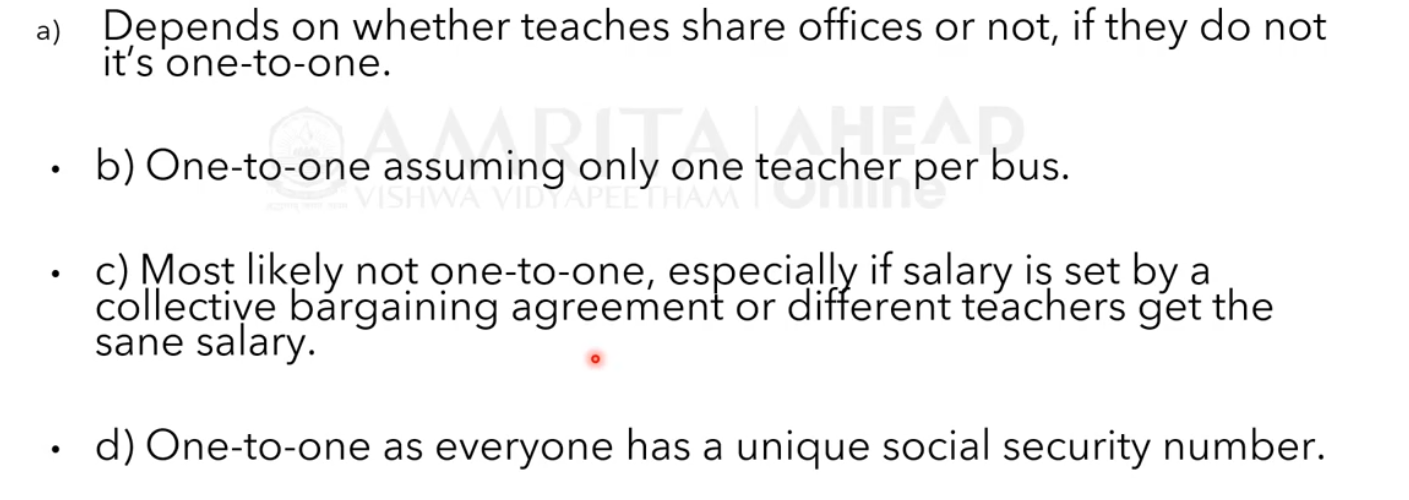 a) Depends on whether teaches share offices or not, if they do not
it's one-to-one.
AMRITA AHEAD
VISHWA VIDYAPEETHAM Online
• b) One-to-one assuming only one teacher per bus.
• c) Most likely not one-to-one, especially if salary is set by a
collective bargaining agreement or different teachers get the
sane salary.
• d) One-to-one as everyone has a unique social security number.